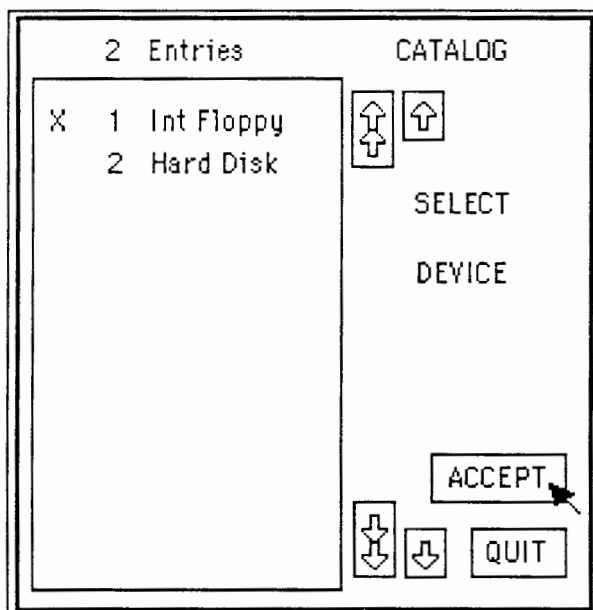 2 Entries CATALOG
X 1 Int Floppy
2 Hard Disk
SELECT
DEVICE
ACCEPT
QUIT